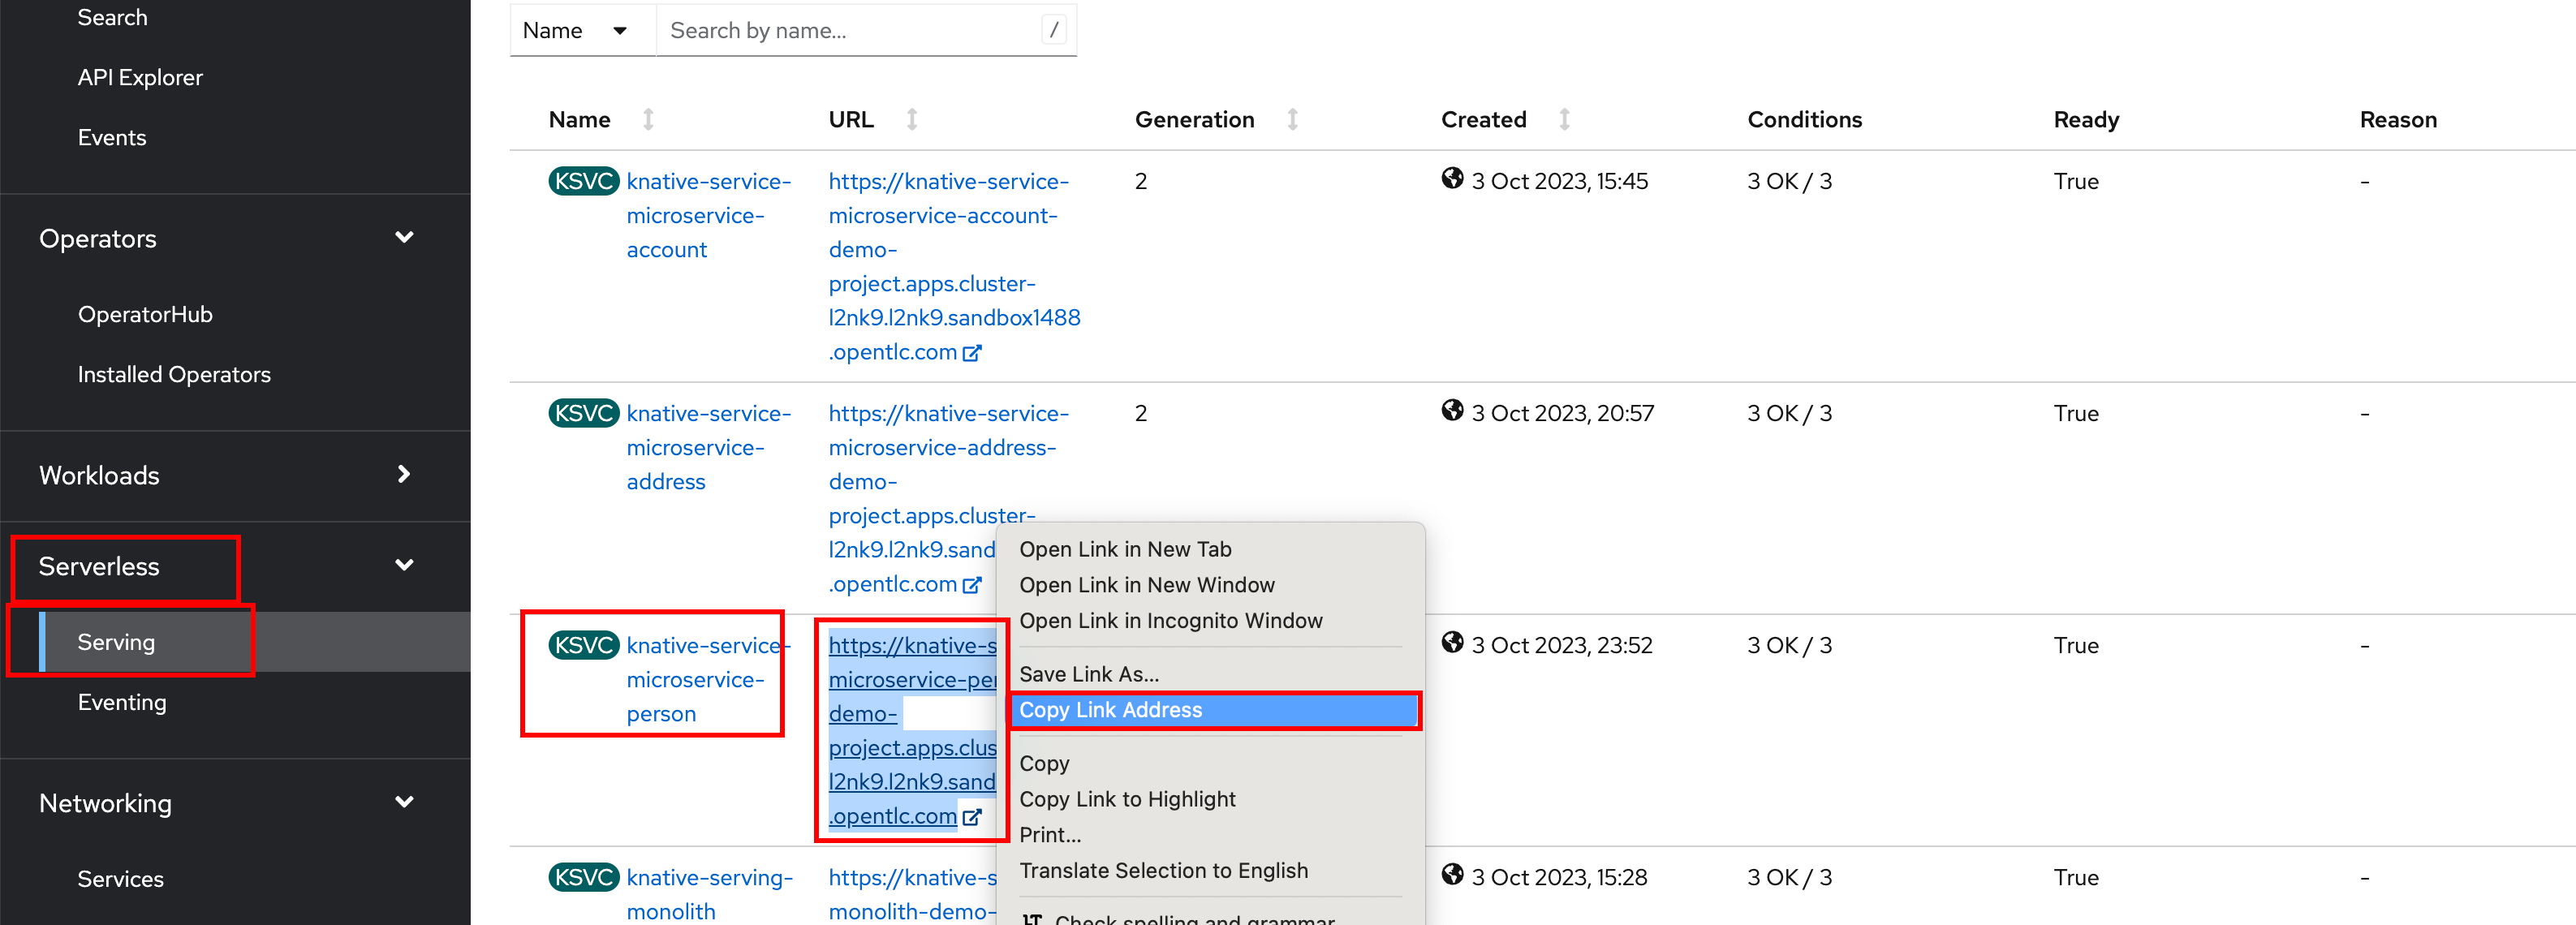 Search
API Explorer
Events
Operators
OperatorHub
Installed Operators
Workloads
Serverless
Serving
Eventing
Networking
Services
Name
Search by name...
/
Name URL Generation Created Conditions Ready Reason
KSVC knative-service-
microservice-
account
https://knative-service-
microservice-account-
demo-
project.apps.cluster-
l2nk9.l2nk9.sandbox1488
.opentlc.com
2
3 Oct 2023, 15:45
3 OK / 3
True
-
KSVC knative-service-
microservice-
address
https://knative-service-
microservice-address-
demo-
project.apps.cluster-
l2nk9.l2nk9.sand
.opentlc.com
2
3 Oct 2023, 20:57
3 OK / 3
True
-
KSVC knative-service-
microservice-
person
https://knative-s
microservice-per
demo-
project.apps.clus
l2nk9.l2nk9.sand
.opentlc.com
3 Oct 2023, 23:52
3 OK / 3
True
-
KSVC knative-serving-
monolith
https://knative-s
monolith-demo-
3 Oct 2023, 15:28
3 OK / 3
True
-
Open Link in New Tab
Open Link in New Window
Open Link in Incognito Window
Save Link As...
Copy Link Address
Copy
Copy Link to Highlight
Print...
Translate Selection to English
Check spelling and grammar